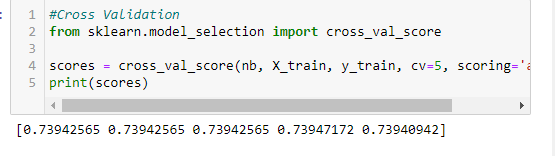 1 #Cross Validation
2 from sklearn.model_selection import cross_val_score
3
4 scores = cross_val_score(nb, X_train, y_train, cv=5, scoring='a
5 print(scores)
[0.73942565 0.73942565 0.73942565 0.73947172 0.73940942]